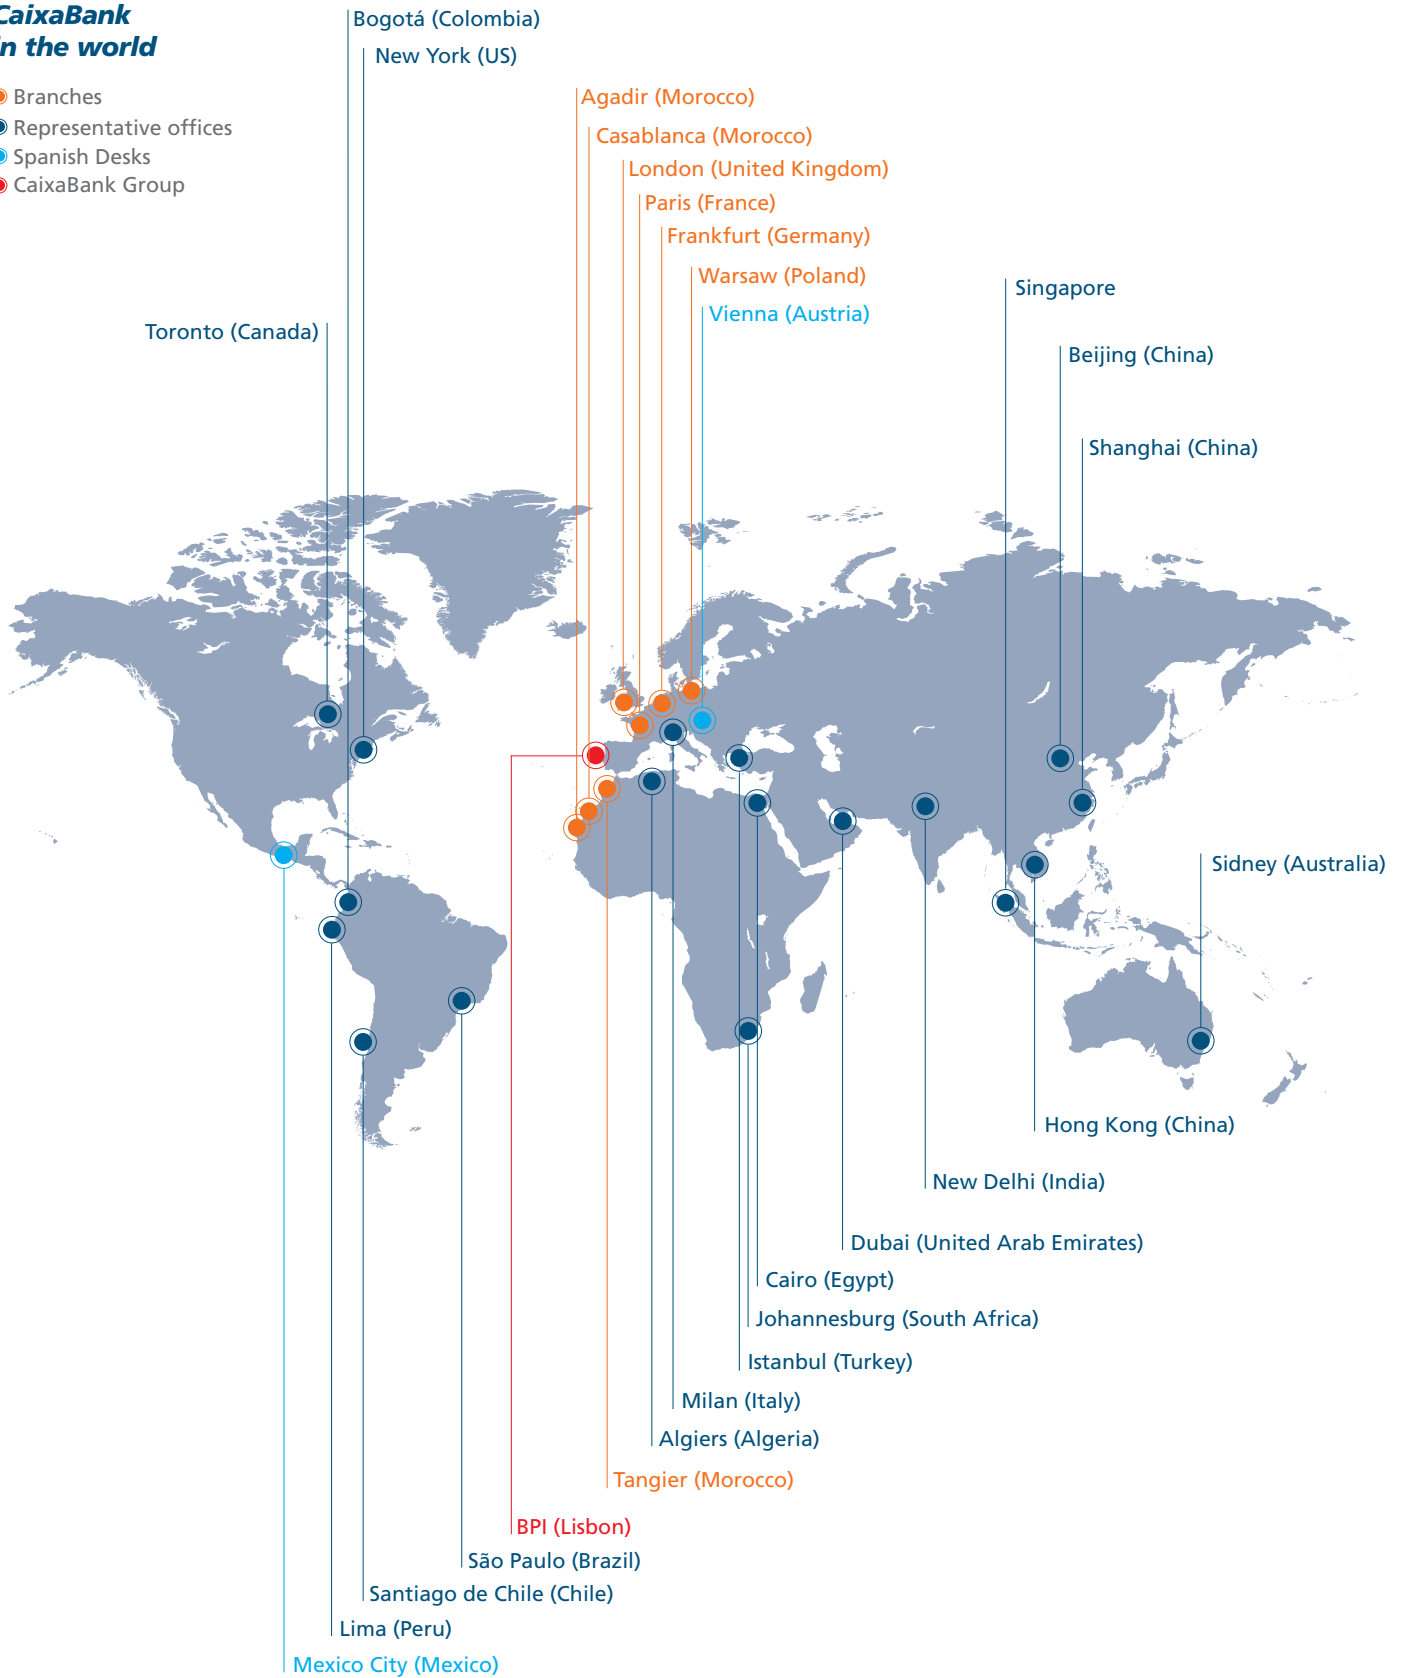 CaixaBank
in the world
Branches
Representative offices
Spanish Desks
CaixaBank Group
Bogotá (Colombia)
New York (US)
Agadir (Morocco)
Casablanca (Morocco)
London (United Kingdom)
Paris (France)
Frankfurt (Germany)
Warsaw (Poland)
Vienna (Austria)
Singapore
Toronto (Canada)
Beijing (China)
Shanghai (China)
Sidney (Australia)
Hong Kong (China)
New Delhi (India)
Dubai (United Arab Emirates)
Cairo (Egypt)
Johannesburg (South Africa)
Istanbul (Turkey)
Milan (Italy)
Algiers (Algeria)
Tangier (Morocco)
BPI (Lisbon)
São Paulo (Brazil)
Santiago de Chile (Chile)
Lima (Peru)
Mexico City (Mexico)